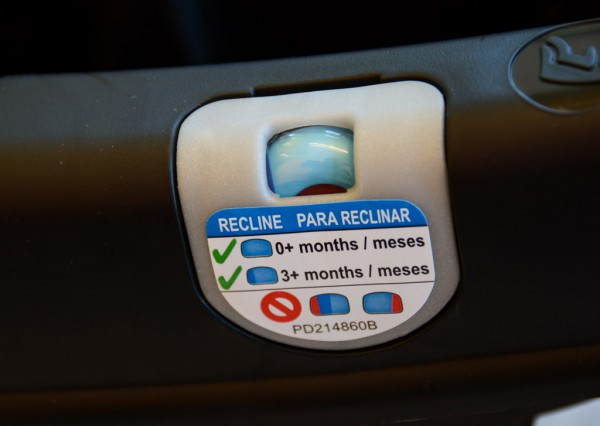 RECLINE PARA RECLINAR
0+ months / meses
3+ months / meses
PD214860B